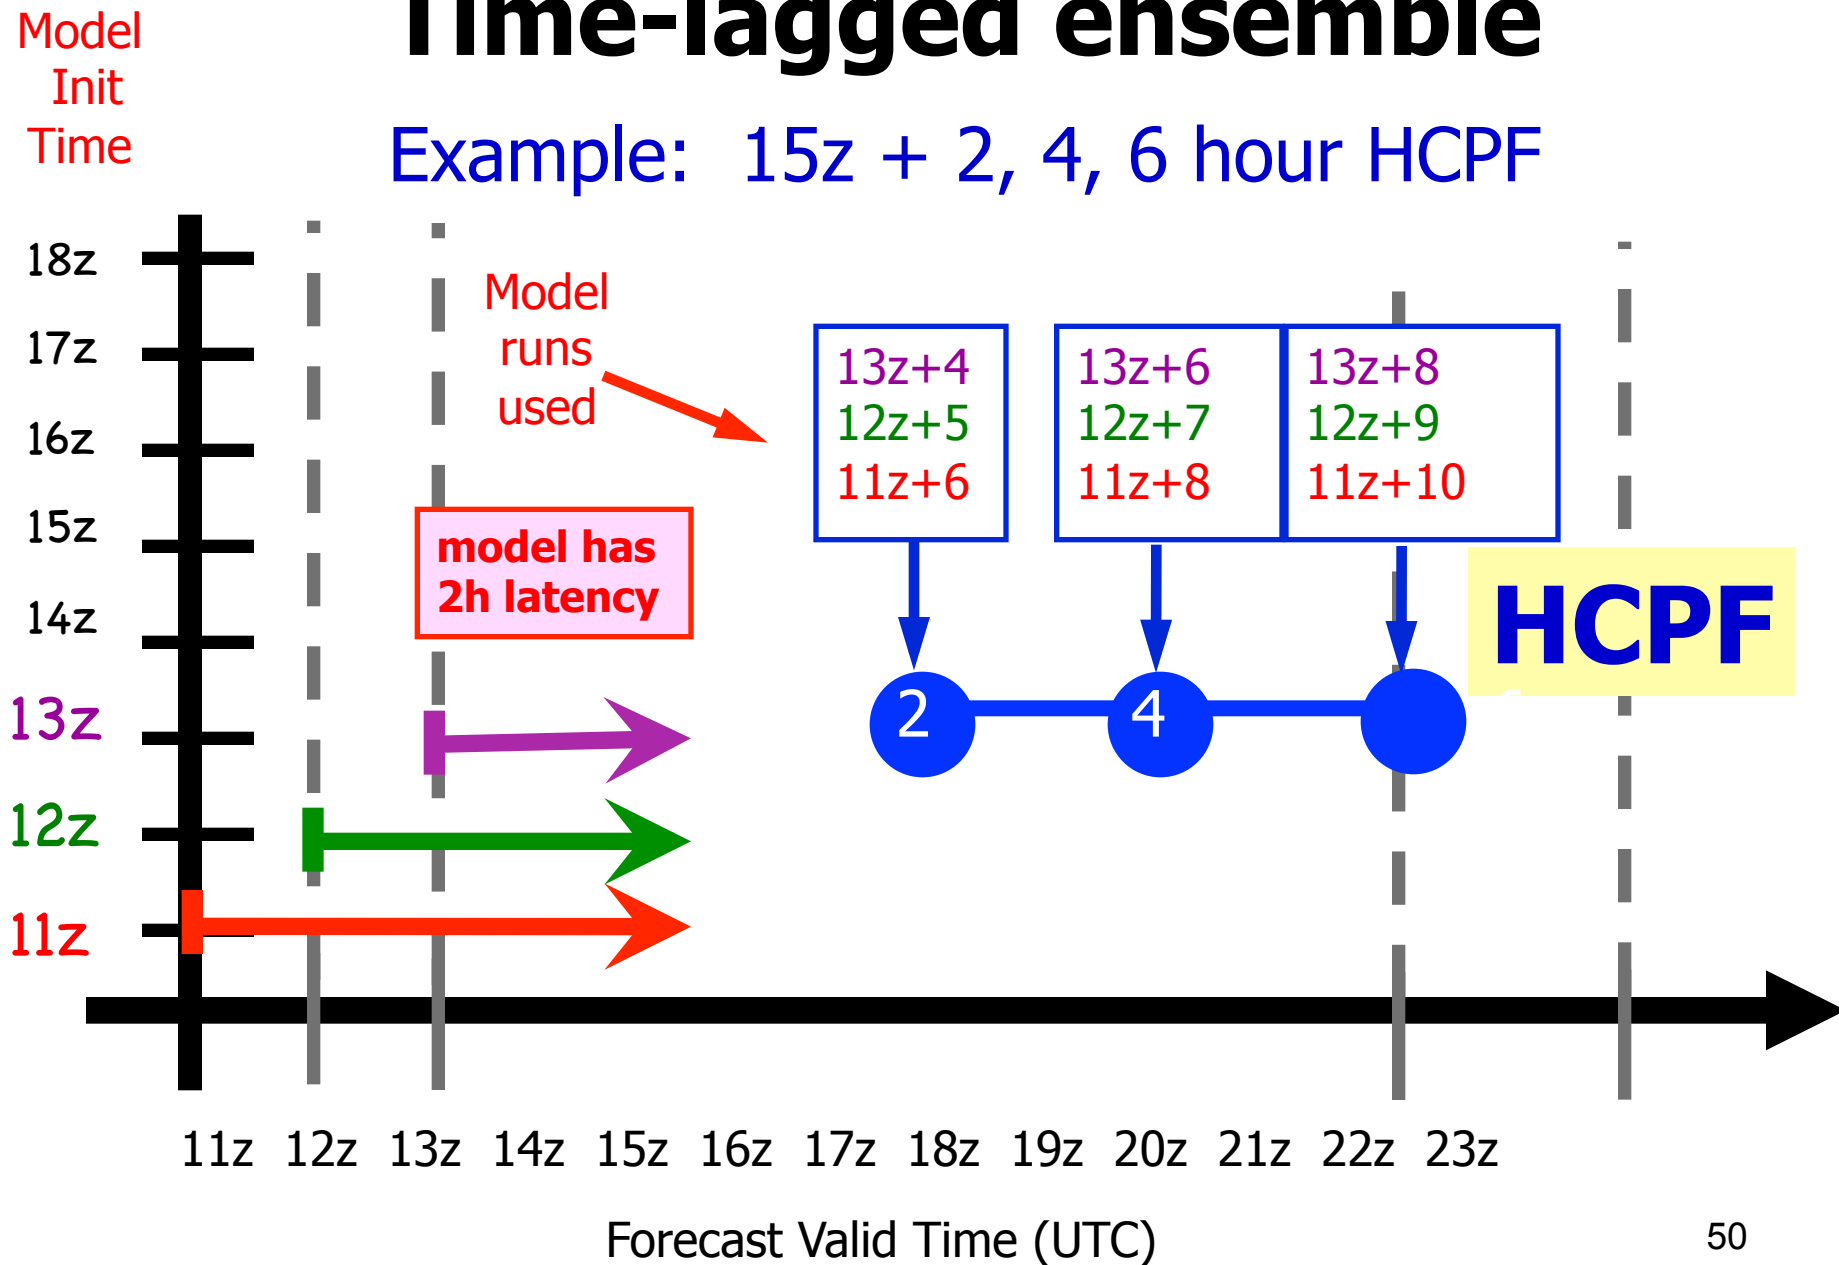 Time-lagged ensemble
Model
Init
Time
Example: 15z + 2, 4, 6 hour HCPF
18z
17z
16z
15z
14z
13z
12z
11z
Model
runs
used
13z+4
12z+5
11z+6
13z+6
12z+7
11z+8
13z+8
12z+9
11z+10
model has
2h latency
HCPF
2
4
11z 12z 13z 14z 15z 16z 17z 18z 19z 20z 21z 22z 23z
Forecast Valid Time (UTC)
50